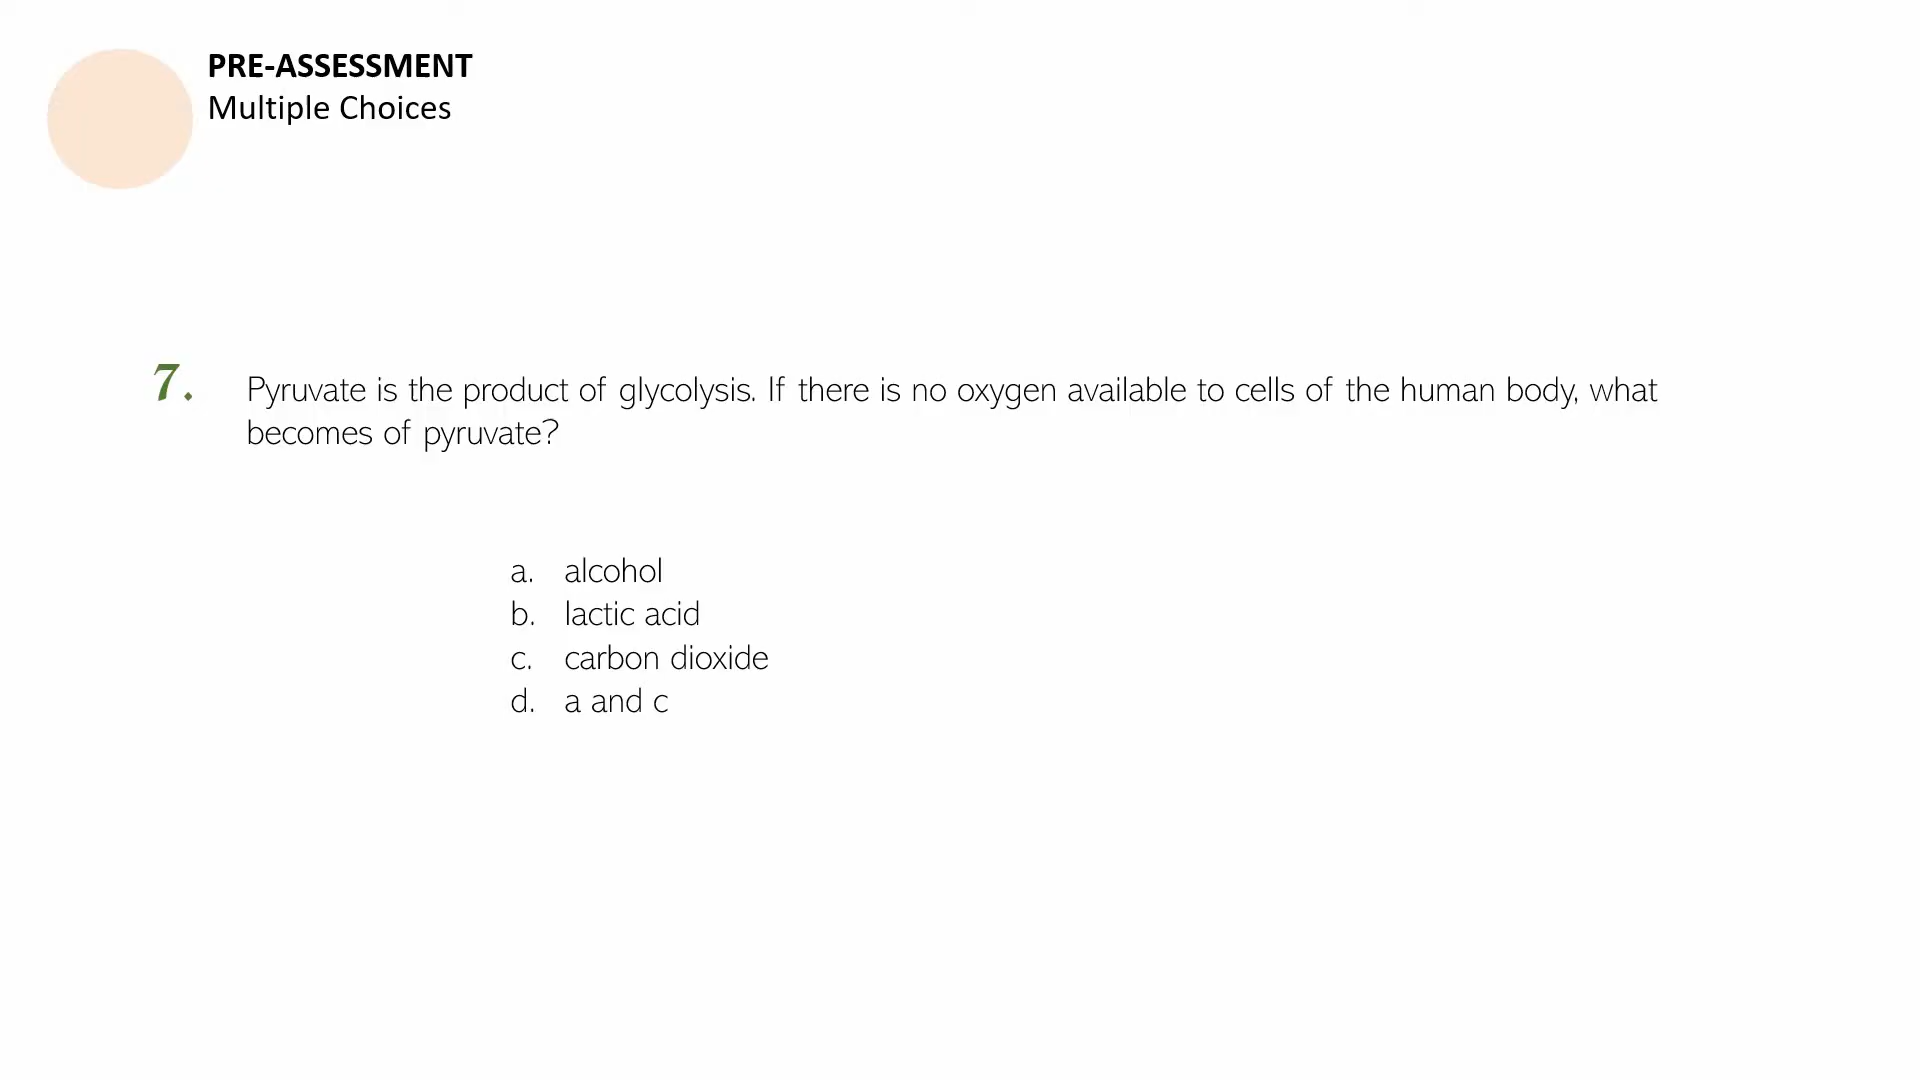 PRE-ASSESSMENT
Multiple Choices
7. Pyruvate is the product of glycolysis. If there is no oxygen available to cells of the human body, what
becomes of pyruvate?
a. alcohol
b. lactic acid
c. carbon dioxide
d. a and c